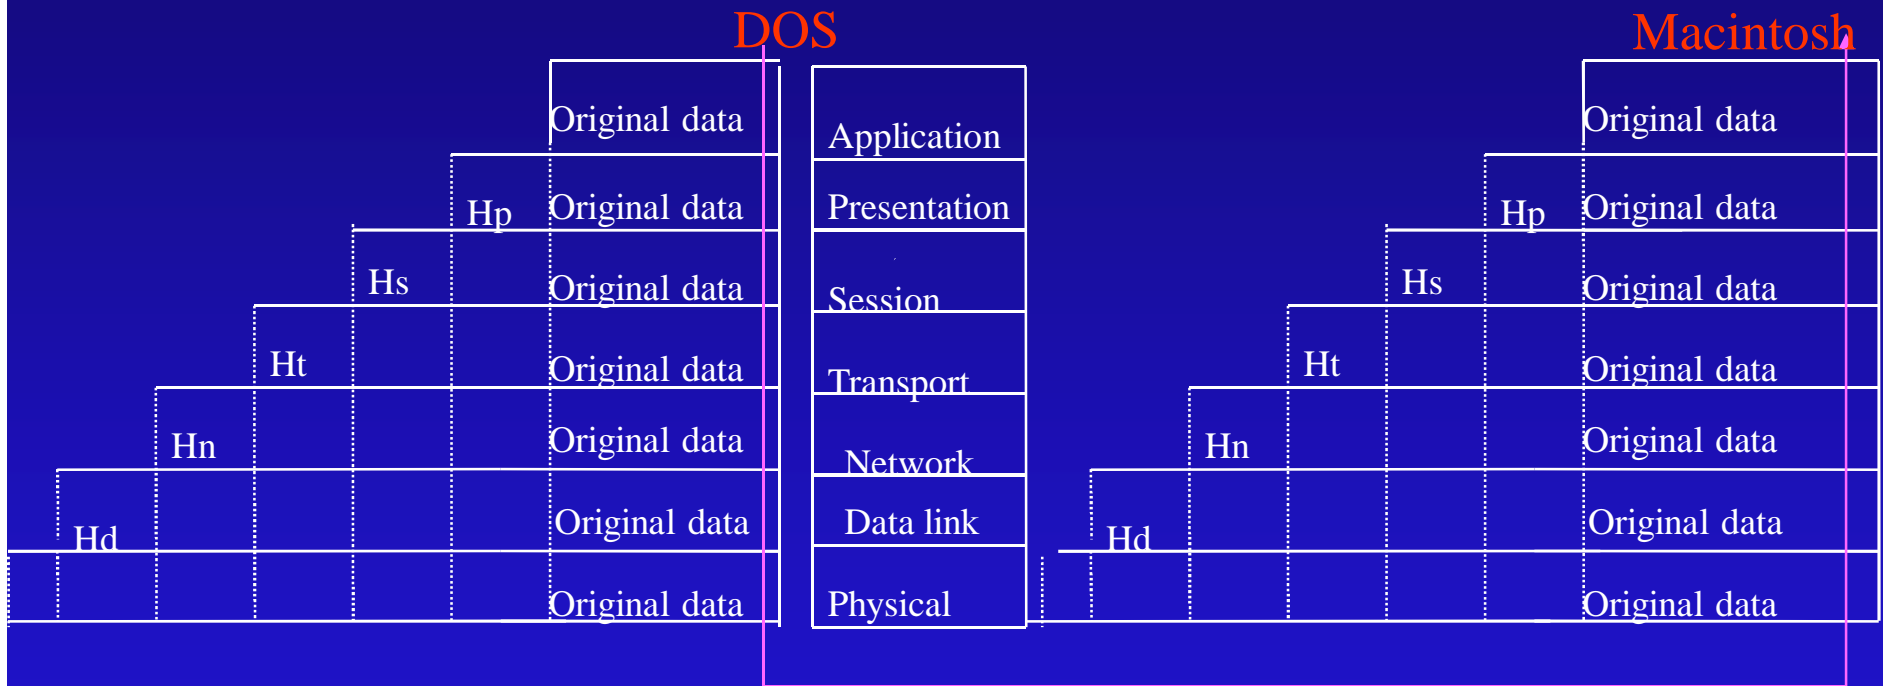 DOS
Macintosh
Original data
Application
Original data
Hp
Original data
Presentation
Hp
Original data
Hs
Original data
Session
Hs
Original data
Ht
Original data
Transport
Ht
Original data
Hn
Original data
Network
Hn
Original data
Hd
Original data
Data link
Hd
Original data
Original data
Physical
Original data